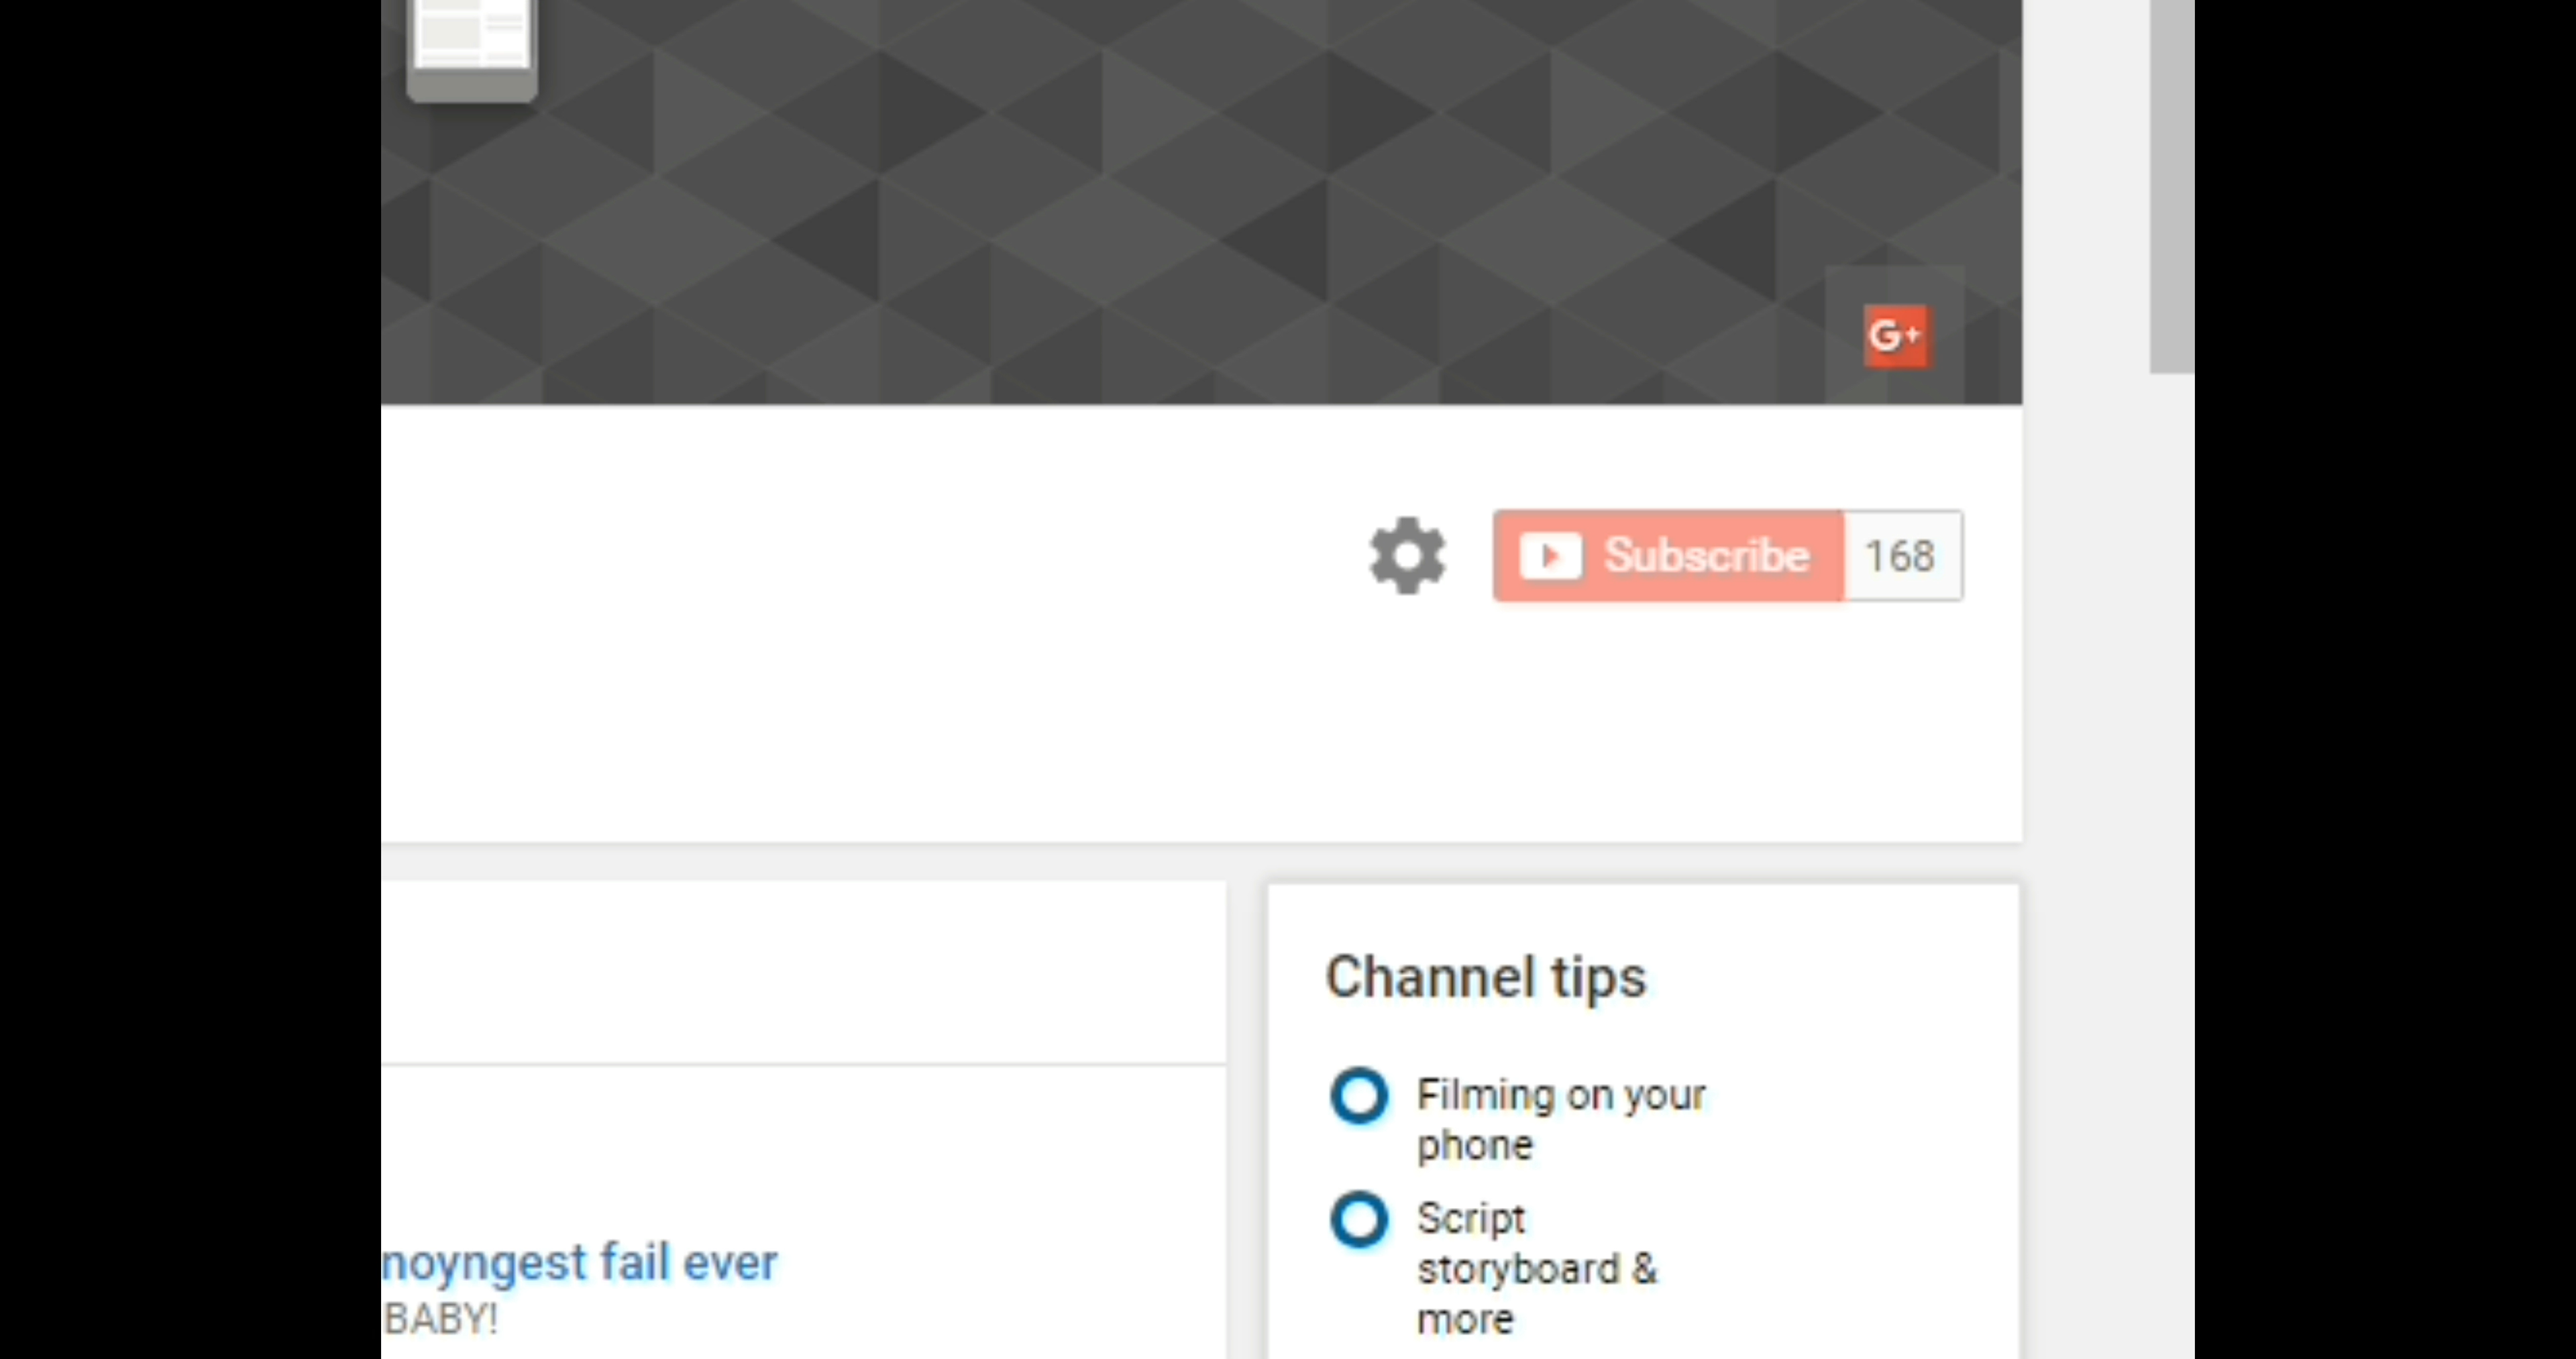 G+
Subscribe 168
Channel tips
Filming on your
phone
Script
storyboard &
more
noyngest fail ever
BABY!